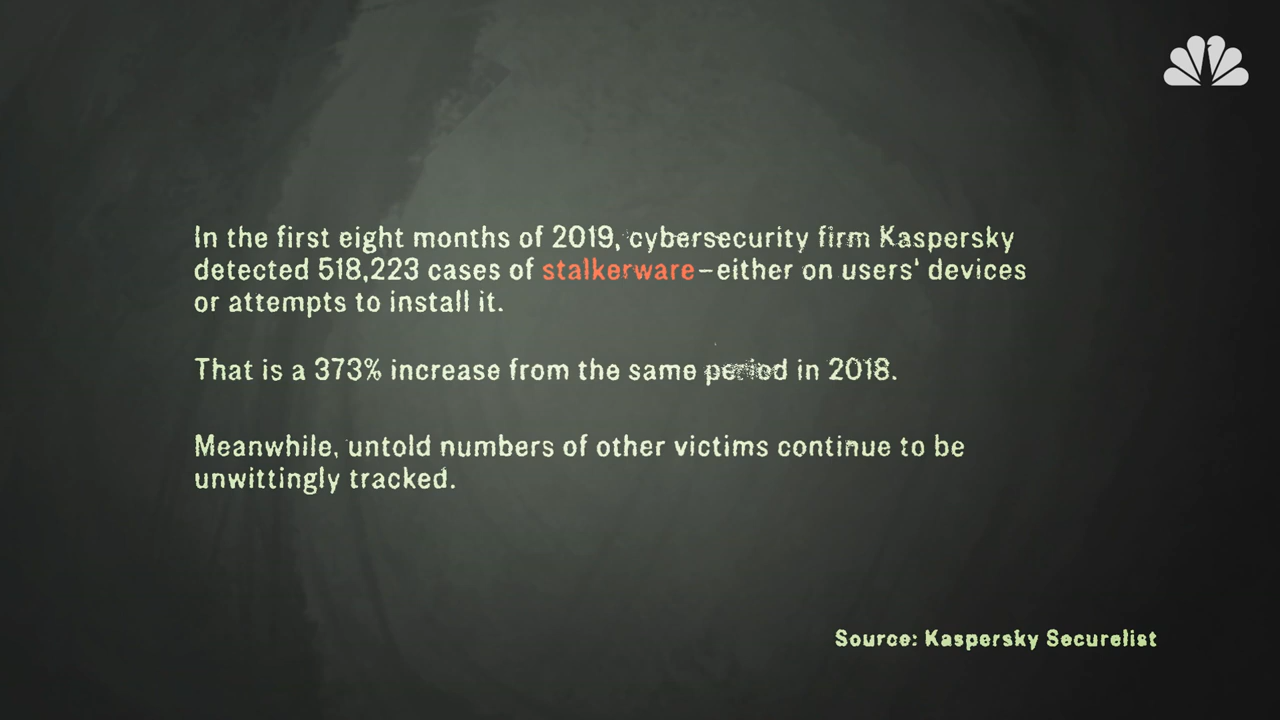 In the first eight months of 2019, cybersecurity firm Kaspersky
detected 518,223 cases of stalkerware–either on users' devices
or attempts to install it.
That is a 373% increase from the same period in 2018.
Meanwhile, untold numbers of other victims continue to be
unwittingly tracked.
Source: Kaspersky Securelist